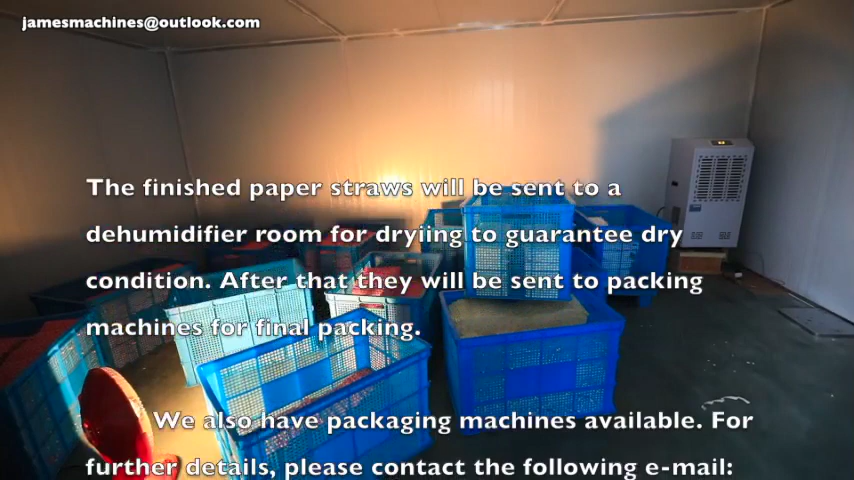 jamesmachines@outlook.com
The finished paper straws will be sent to a
dehumidifier room for dryiing to guarantee dry
condition. After that they will be sent to packing
machines for final packing.
We also have packaging machines available. For
further details, please contact the following e-mail: